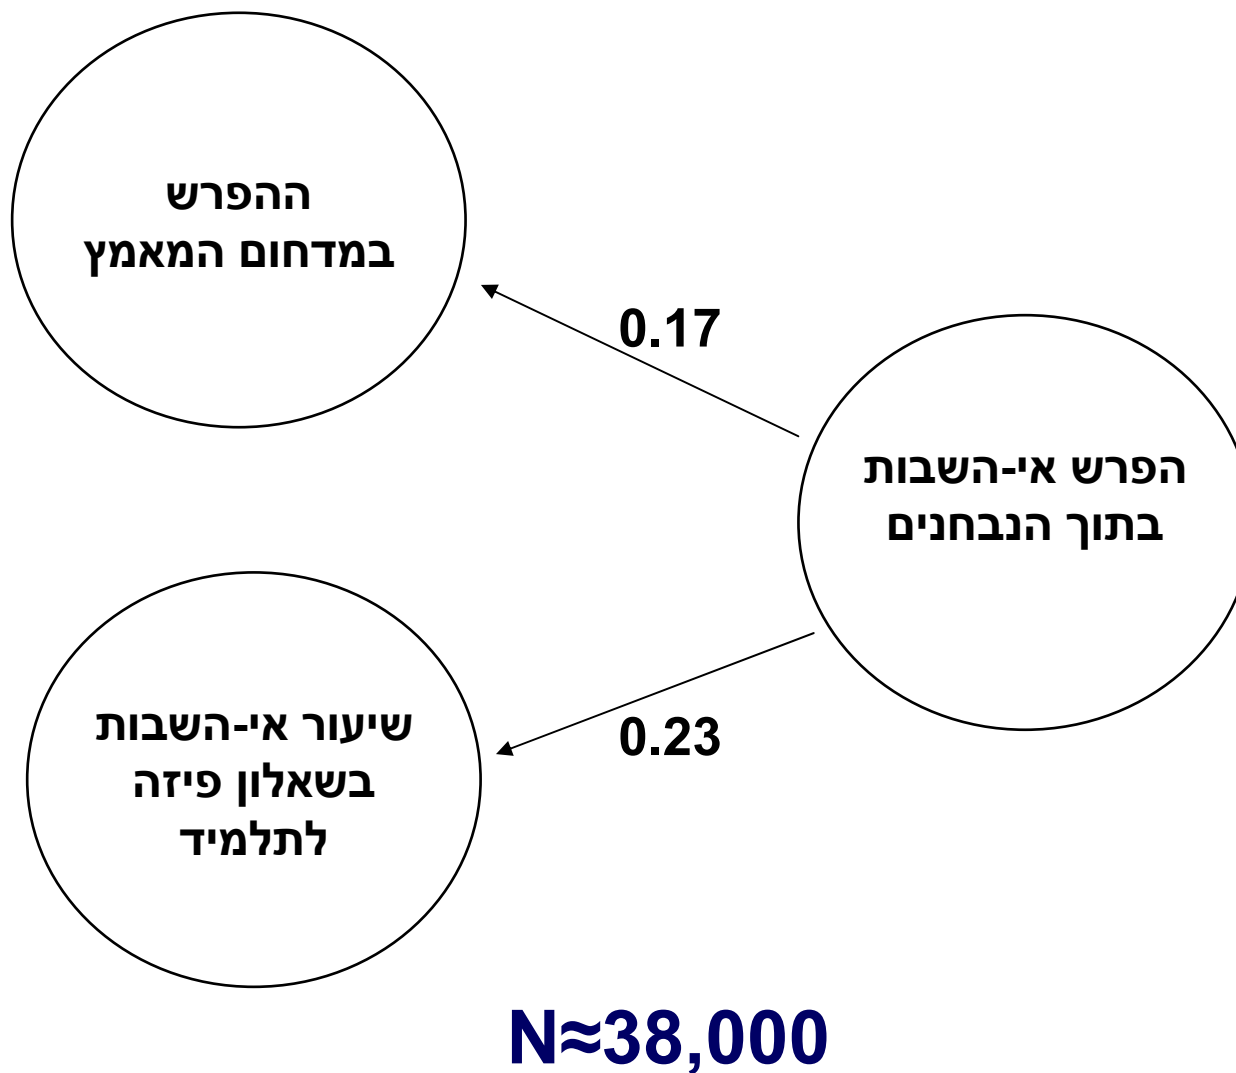 ההפרש
במדחום המאמץ
0.17
הפרש אי-השבות
בתוך הנבחנים
שיעור אי-השבות
בשאלון פיזה
לתלמיד
0.23
N≈38,000